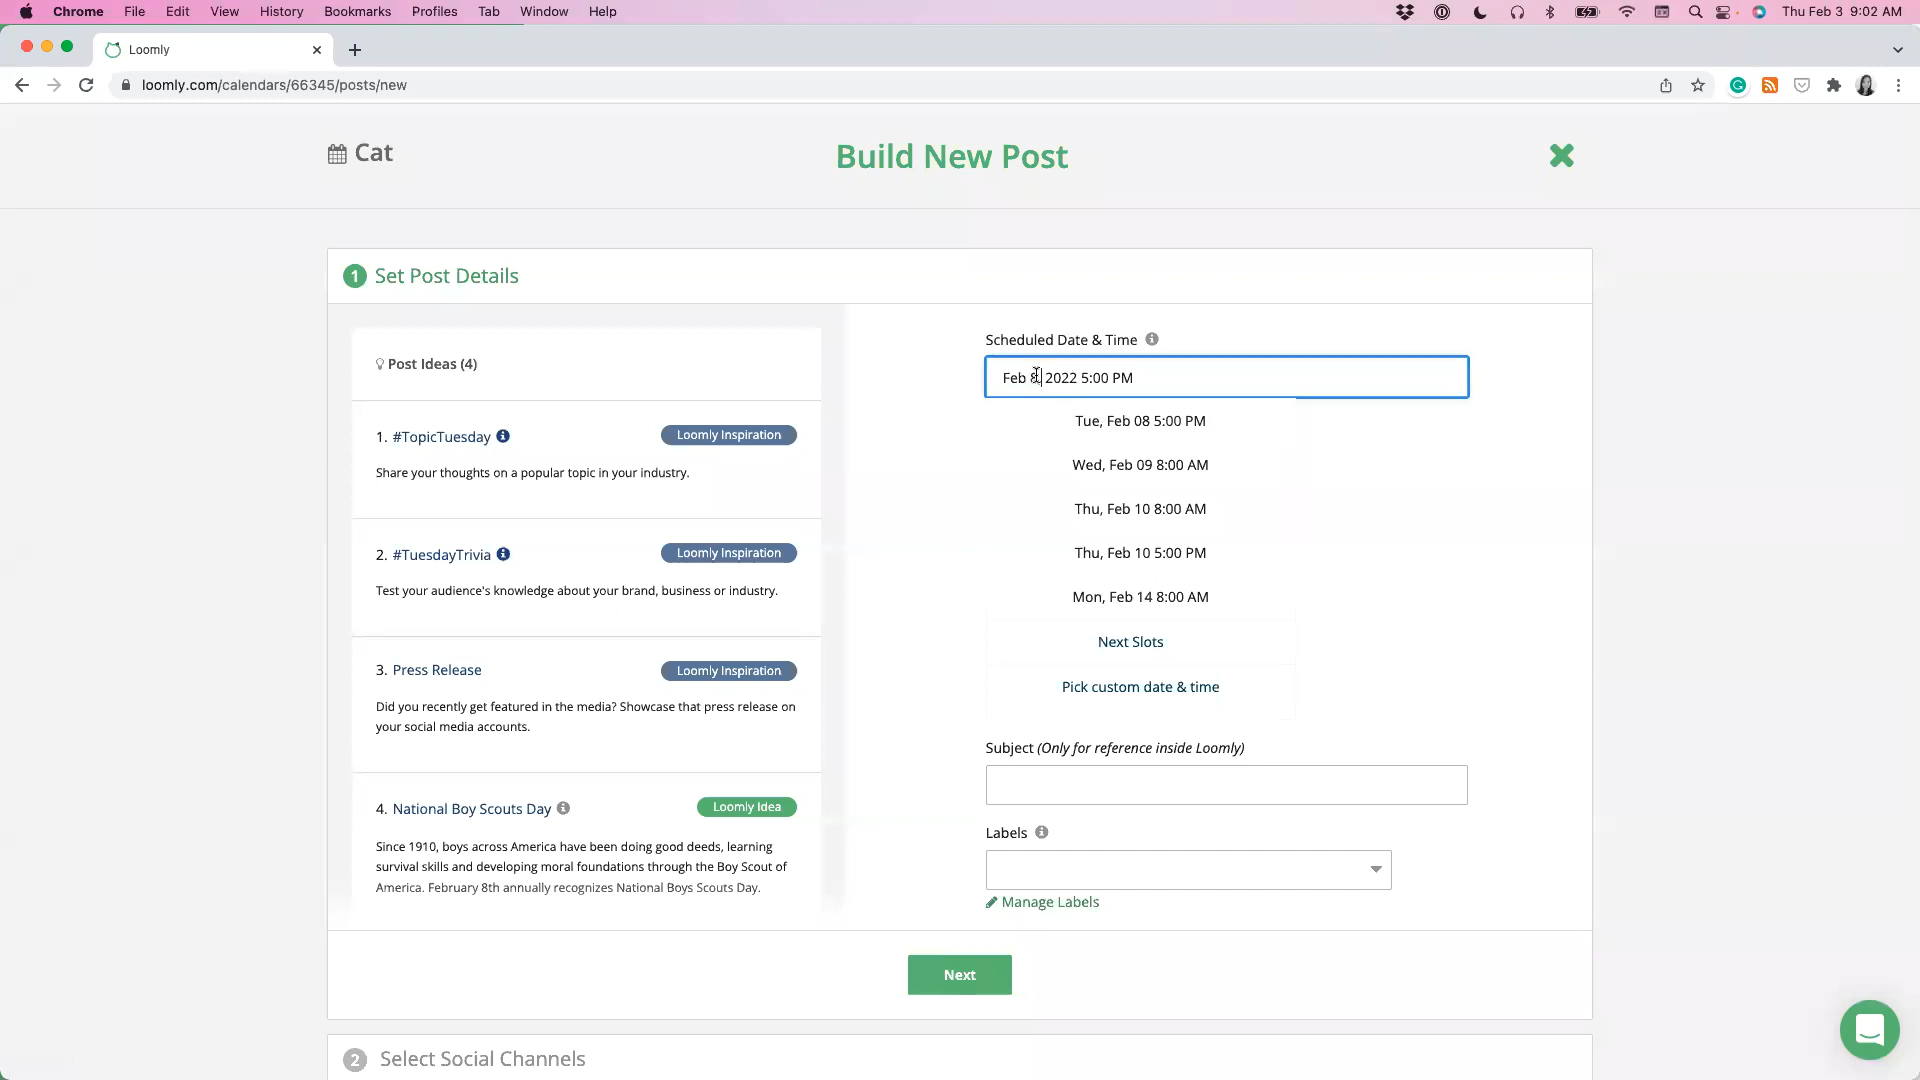 Chrome File Edit View History Bookmarks Profiles Tab Window Help Thu Feb 3 9:02 AM
Loomly
loomly.com/calendars/66345/posts/new
Cat
Build New Post
1 Set Post Details
Post Ideas (4)
1. #TopicTuesday Loomly Inspiration
Share your thoughts on a popular topic in your industry.
2. #TuesdayTrivia Loomly Inspiration
Test your audience's knowledge about your brand, business or industry.
3. Press Release Loomly Inspiration
Did you recently get featured in the media? Showcase that press release on
your social media accounts.
4. National Boy Scouts Day Loomly Idea
Since 1910, boys across America have been doing good deeds, learning
survival skills and developing moral foundations through the Boy Scout of
America. February 8th annually recognizes National Boys Scouts Day.
Scheduled Date & Time
Feb 8, 2022 5:00 PM
Tue, Feb 08 5:00 PM
Wed, Feb 09 8:00 AM
Thu, Feb 10 8:00 AM
Thu, Feb 10 5:00 PM
Mon, Feb 14 8:00 AM
Next Slots
Pick custom date & time
Subject (Only for reference inside Loomly)
Labels
Manage Labels
Next
2 Select Social Channels